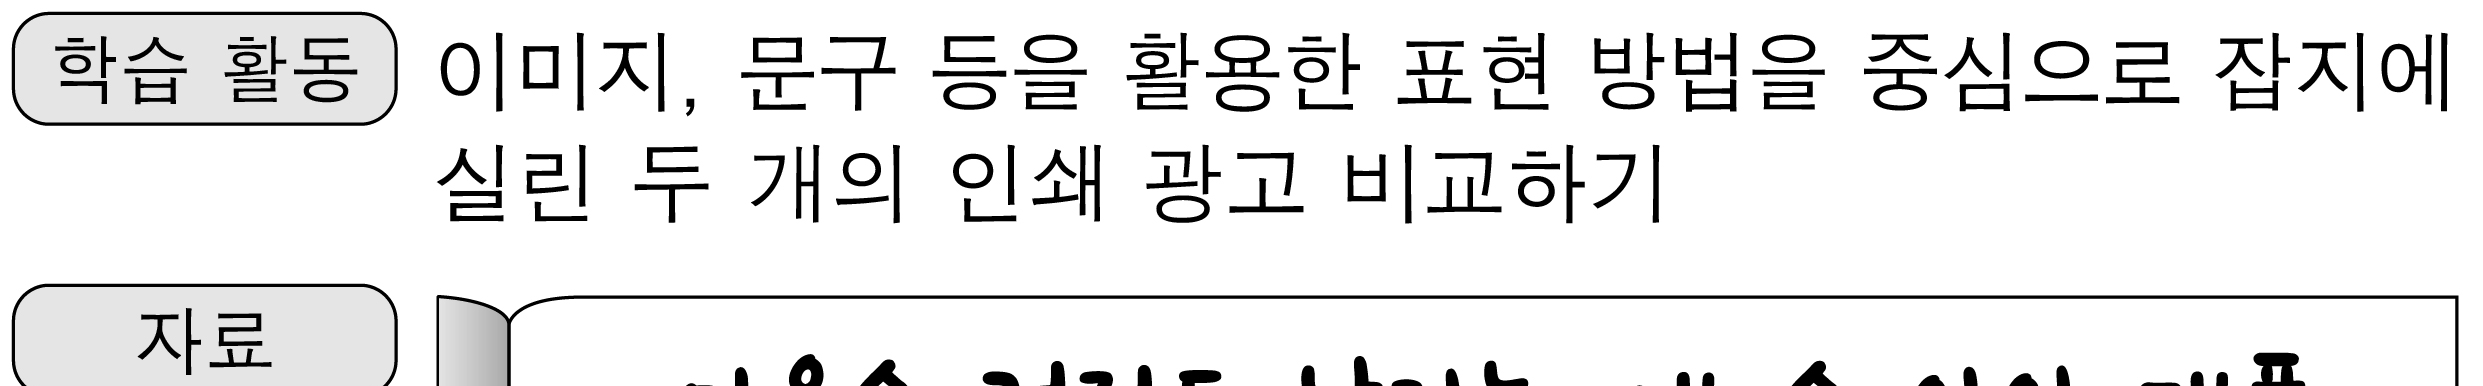 학습 활동 이미지, 문구 등을 활용한 표현 방법을 중심으로 잡지에
실린 두 개의 인쇄 광고 비교하기
자료